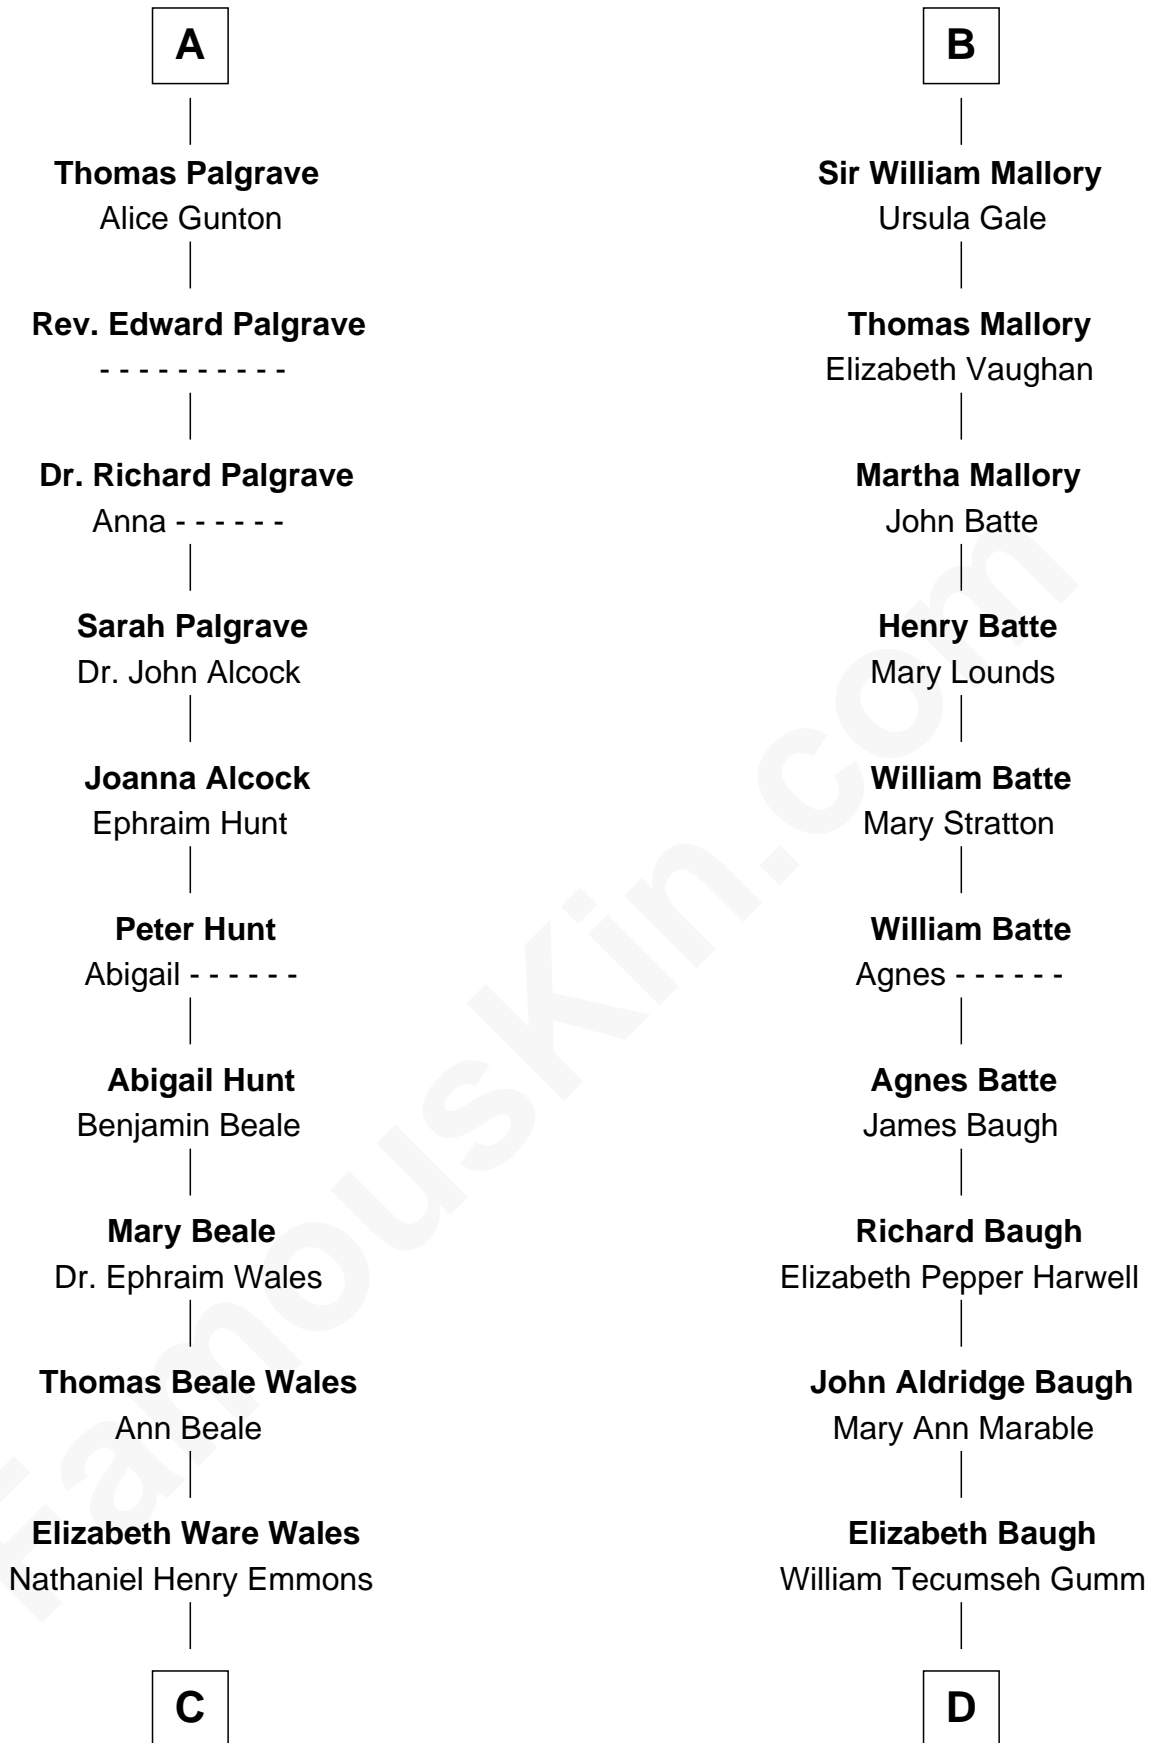 A
Thomas Palgrave
Alice Gunton
Rev. Edward Palgrave
- - - - - - - - - -
Dr. Richard Palgrave
Anna - - - - - -
Sarah Palgrave
Dr. John Alcock
Joanna Alcock
Ephraim Hunt
Peter Hunt
Abigail - - - - - -
Abigail Hunt
Benjamin Beale
Mary Beale
Dr. Ephraim Wales
Thomas Beale Wales
Ann Beale
Elizabeth Ware Wales
Nathaniel Henry Emmons
C
B
Sir William Mallory
Ursula Gale
Thomas Mallory
Elizabeth Vaughan
Martha Mallory
John Batte
Henry Batte
Mary Lounds
William Batte
Mary Stratton
William Batte
Agnes - - - - - -
Agnes Batte
James Baugh
Richard Baugh
Elizabeth Pepper Harwell
John Aldridge Baugh
Mary Ann Marable
Elizabeth Baugh
William Tecumseh Gumm
D
FamousKin.com